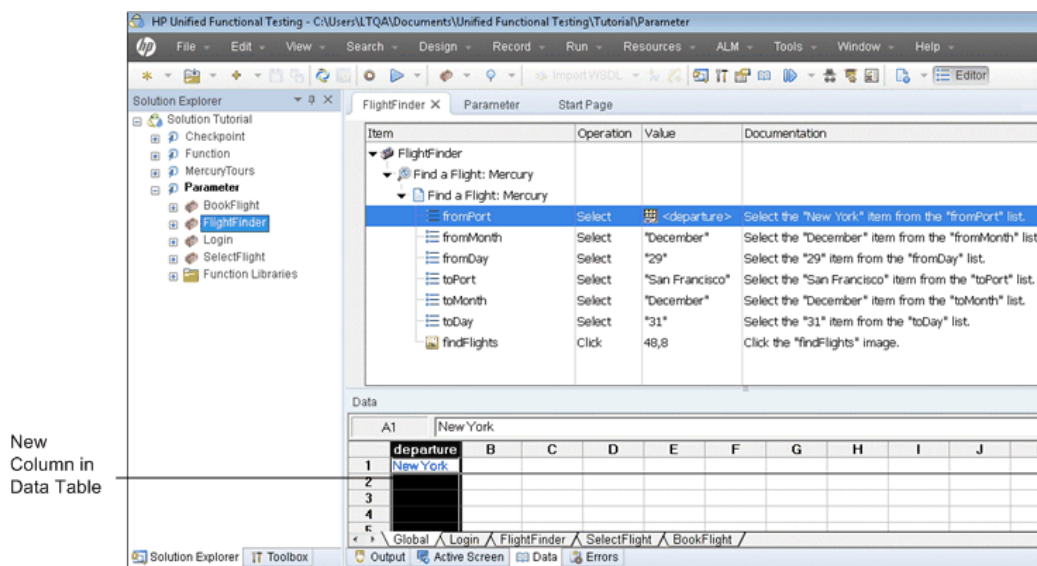 HP Unified Functional Testing - C:\Users\LTQA\Documents\Unified Functional Testing\Tutorial\Parameter
hp File Edit View Search Design Record Run Resources ALM Tools Window Help
Import WSDL Editor
Solution Explorer
Solution Tutorial
Checkpoint
Function
MercuryTours
Parameter
BookFlight
FlightFinder
Login
SelectFlight
Function Libraries
FlightFinder X Parameter Start Page
Item Operation Value Documentation
FlightFinder
Find a Flight: Mercury
Find a Flight: Mercury
fromPort Select <departure> Select the "New York" item from the "fromPort" list.
fromMonth Select "December" Select the "December" item from the "fromMonth" list
fromDay Select "29" Select the "29" item from the "fromDay" list.
toPort Select "San Francisco" Select the "San Francisco" item from the "toPort" list.
toMonth Select "December" Select the "December" item from the "toMonth" list.
toDay Select "31" Select the "31" item from the "toDay" list.
findFlights Click 48,8 Click the "findFlights" image.
Data
A1 New York
departure B C D E F G H I J
1 New York
2
3
4
5
Global Login FlightFinder SelectFlight BookFlight
Solution Explorer Toolbox Output Active Screen Data Errors
New
Column in
Data Table